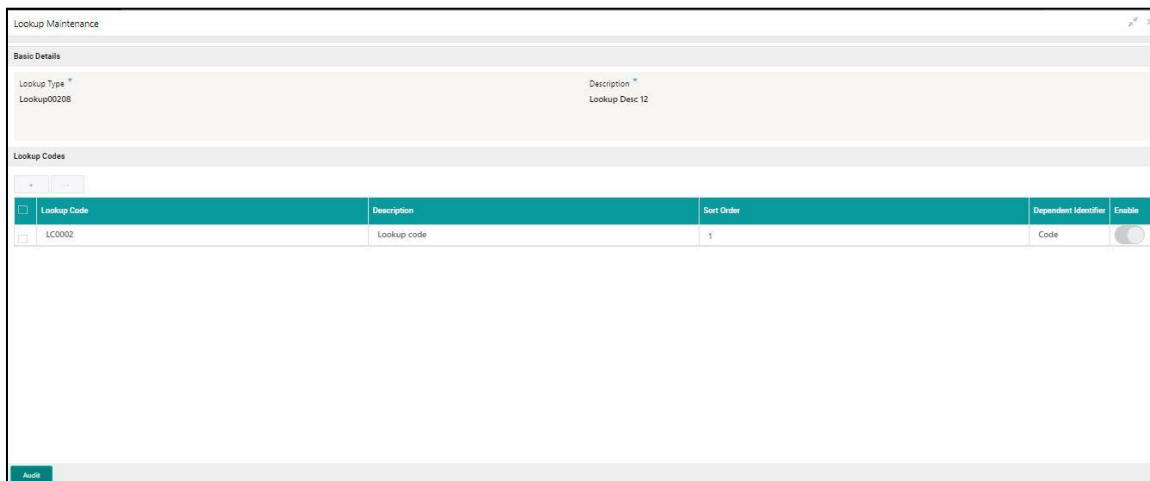 Lookup Maintenance
Basic Details
Lookup Type * Description *
Lookup00208 Lookup Desc 12
Lookup Codes
+ -
Lookup Code Description Sort Order Dependent Identifier Enable
LC0002 Lookup code 1 Code
Audit